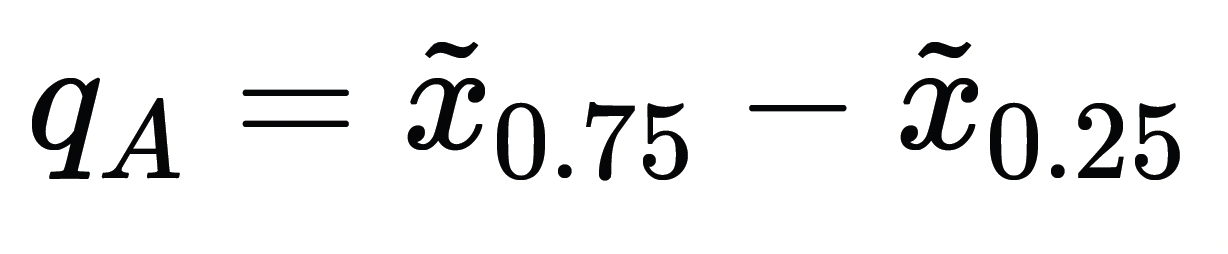 q_A = x̃_{0.75} − x̃_{0.25}